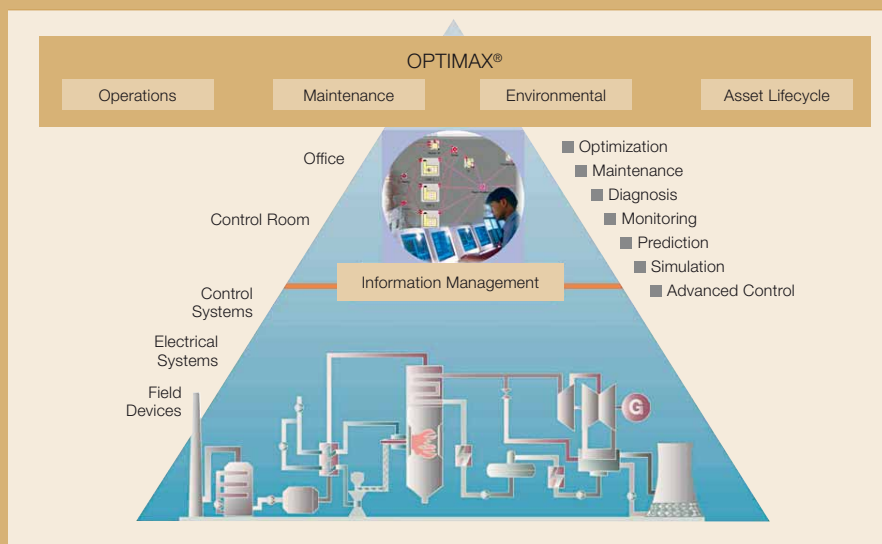 OPTIMAX®
Operations
Maintenance
Environmental
Asset Lifecycle
Office
Control Room
Control
Systems
Electrical
Systems
Field
Devices
Optimization
Maintenance
Diagnosis
Monitoring
Prediction
Simulation
Advanced Control
Information Management
G